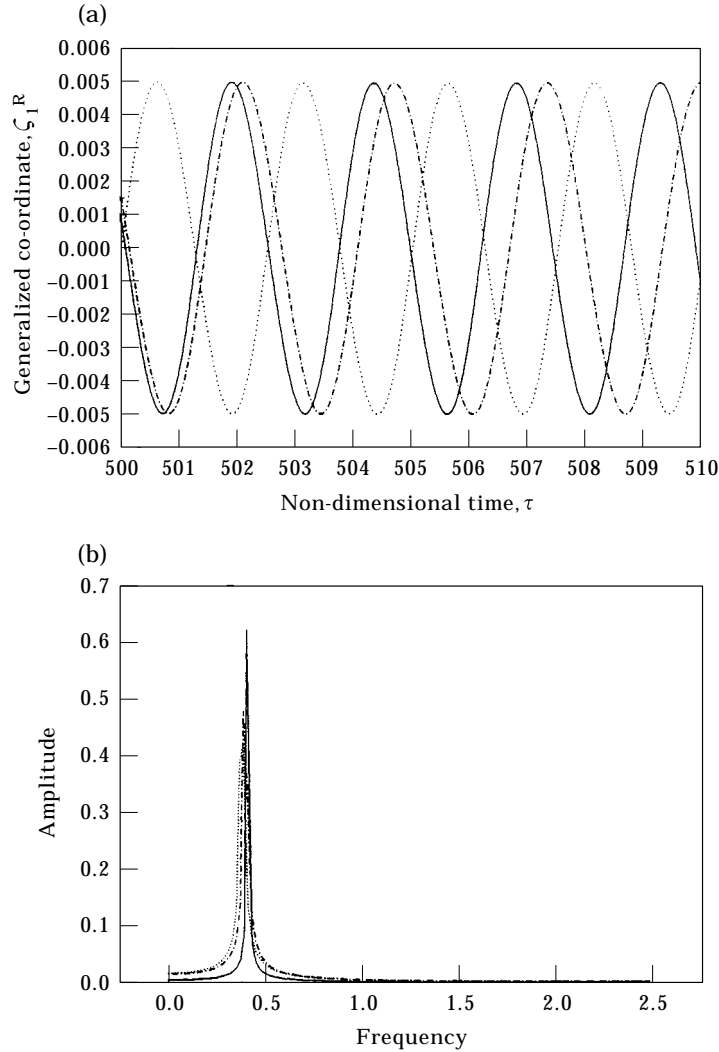 (a)
0.006
0.005
0.004
0.003
0.002
0.001
0.000
−0.001
−0.002
−0.003
−0.004
−0.005
−0.006
Generalized co-ordinate, ζ₁ᴿ
500 501 502 503 504 505 506 507 508 509 510
Non-dimensional time, τ
(b)
0.7
0.6
0.5
0.4
0.3
0.2
0.1
0.0
Amplitude
0.0 0.5 1.0 1.5 2.0 2.5
Frequency